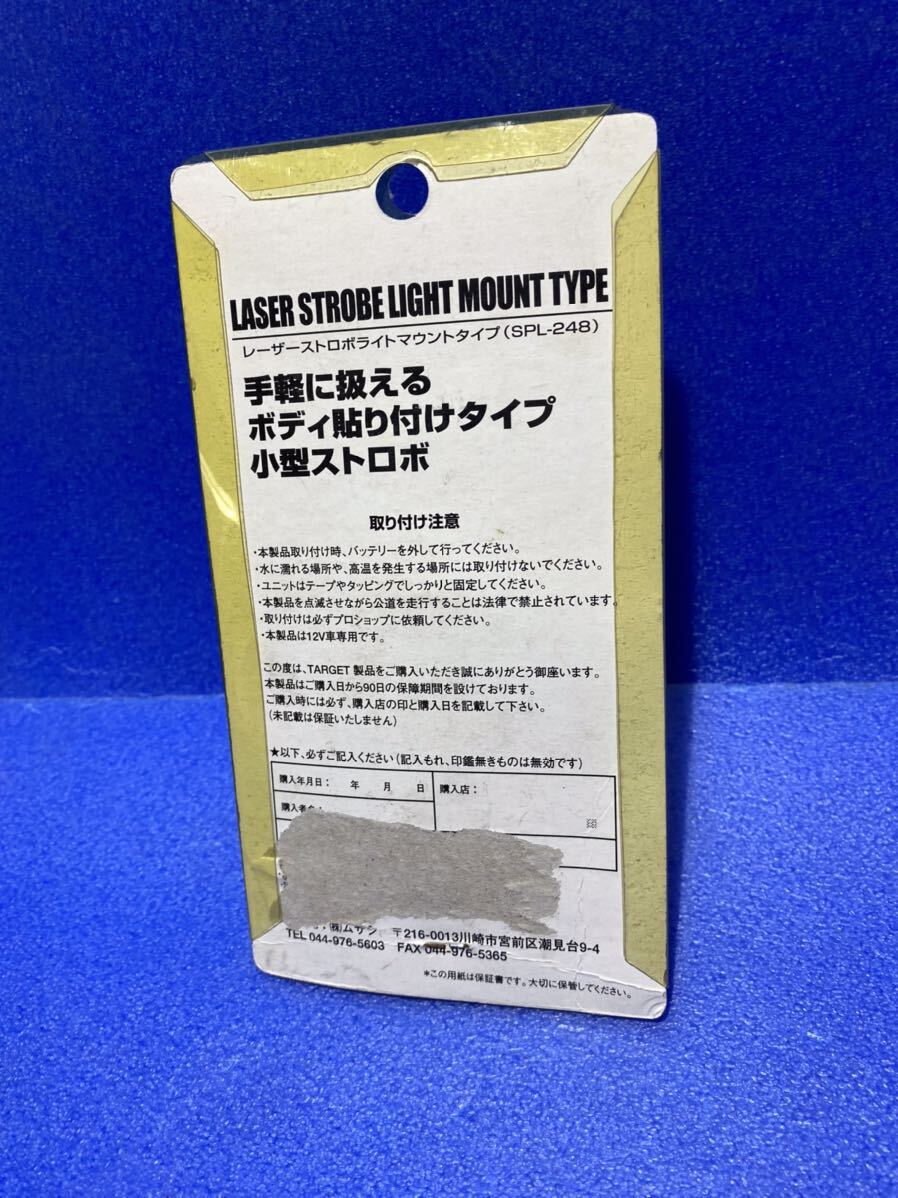 LASER STROBE LIGHT MOUNT TYPE
レーザーストロボライトマウントタイプ(SPL-248)
手軽に扱える
ボディ貼り付けタイプ
小型ストロボ
取り付け注意
・本製品取り付け時、バッテリーを外して行ってください。
・水に濡れる場所や、高温を発生する場所には取り付けないでください。
・ユニットはテープやタッピングでしっかりと固定してください。
・本製品を点滅させながら公道を走行することは法律で禁止されています。
・取り付けは必ずプロショップに依頼してください。
・本製品は12V車専用です。
この度は、TARGET 製品をご購入いただき誠にありがとう御座います。
本製品はご購入日から90日の保障期間を設けております。
ご購入時には必ず、購入店の印と購入日を記載して下さい。
(未記載は保証いたしません)
★以下、必ずご記入ください(記入もれ、印鑑無きものは無効です)
購入年月日： 年 月 日 購入店：
購入者
㈱ムサシ 〒216-0013川崎市宮前区潮見台9-4
TEL 044-976-5603 FAX 044-976-5365
*この用紙は保証書です。大切に保管してください。